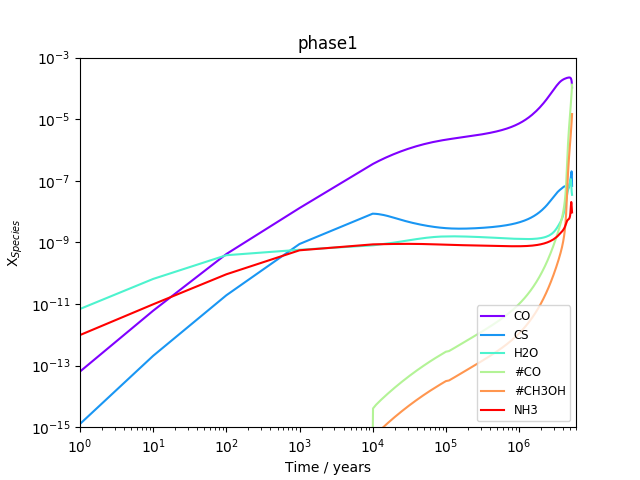 phase1
10^-3
10^-5
10^-7
10^-9
10^-11
10^-13
10^-15
X_Species
10^0 10^1 10^2 10^3 10^4 10^5 10^6
Time / years
CO
CS
H2O
#CO
#CH3OH
NH3